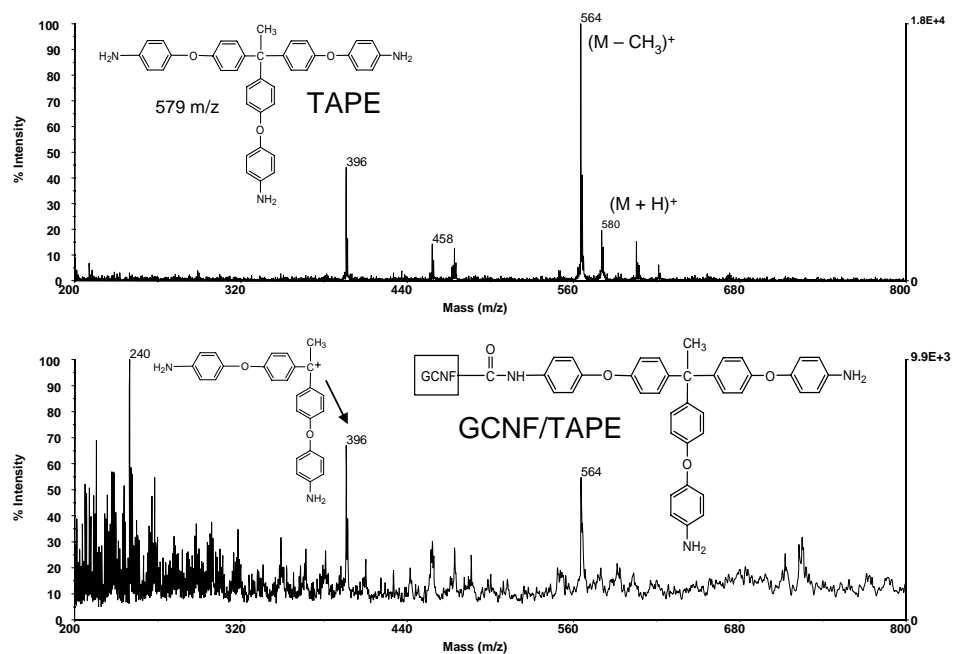 564
100
90
80
70
60
50
40
30
20
10
0
% Intensity
1.8E+4
0
(M – CH₃)⁺
CH₃
H₂N
O
C
O
NH₂
O
NH₂
579 m/z
TAPE
396
458
(M + H)⁺
580
200
320
440
560
680
800
Mass (m/z)
100
90
80
70
60
50
40
30
20
10
0
% Intensity
9.9E+3
0
240
CH₃
H₂N
O
C⁺
O
NH₂
396
GCNF
O
C
NH
O
CH₃
C
O
NH₂
O
NH₂
GCNF/TAPE
564
200
320
440
560
680
800
Mass (m/z)